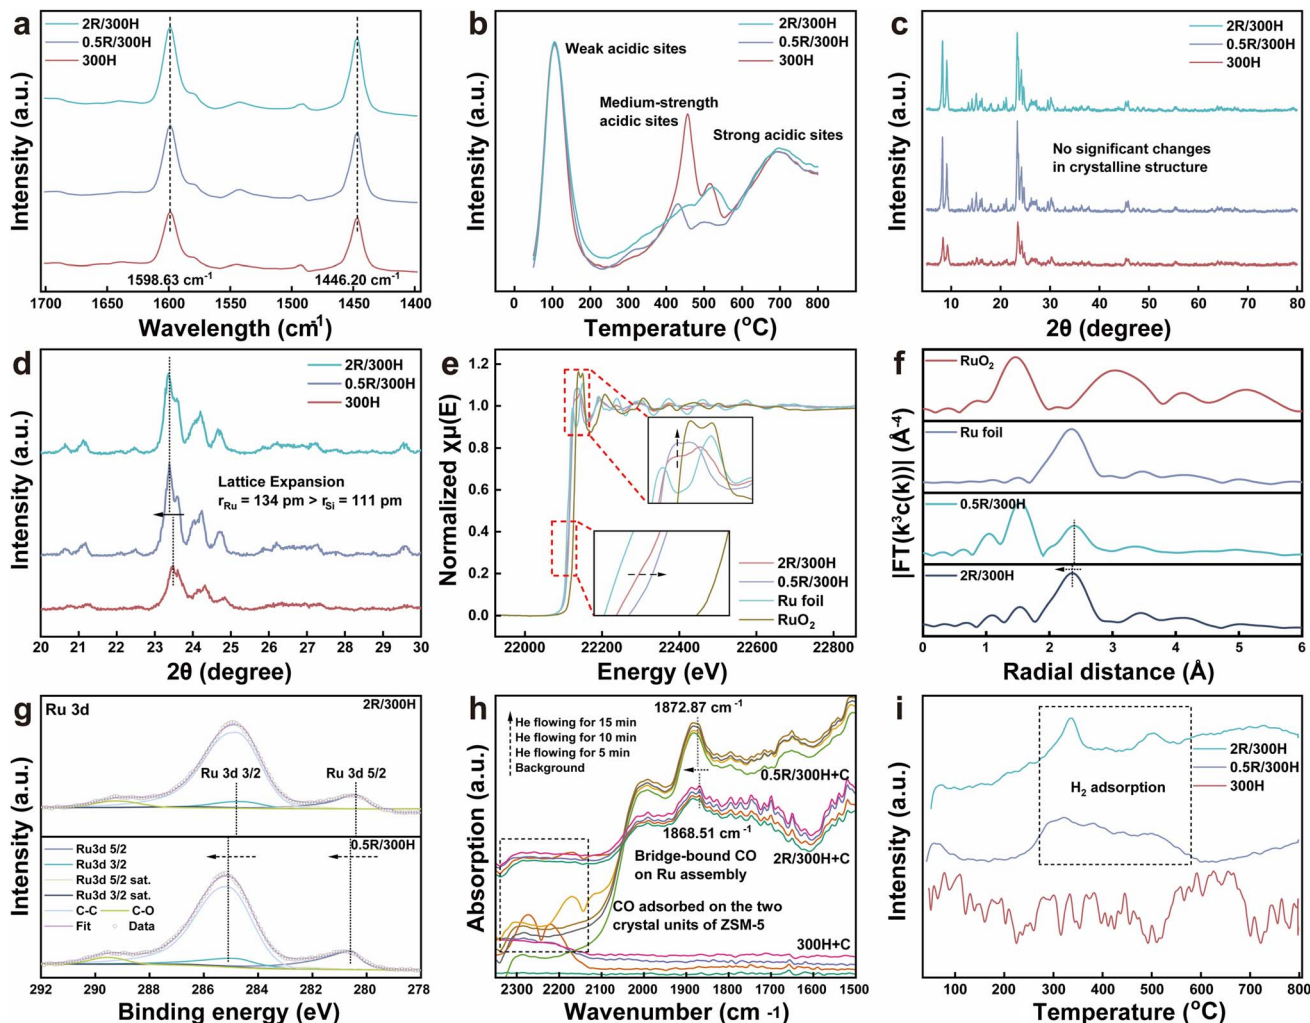 a
2R/300H
0.5R/300H
300H
Intensity (a.u.)
1598.63 cm-1
1446.20 cm-1
1700 1650 1600 1550 1500 1450 1400
Wavelength (cm-1)
b
2R/300H
0.5R/300H
300H
Weak acidic sites
Medium-strength
acidic sites
Strong acidic sites
Intensity (a.u.)
0 100 200 300 400 500 600 700 800
Temperature (oC)
c
2R/300H
0.5R/300H
300H
No significant changes
in crystalline structure
Intensity (a.u.)
10 20 30 40 50 60 70 80
2θ (degree)
d
2R/300H
0.5R/300H
300H
Lattice Expansion
rRu = 134 pm > rSi = 111 pm
Intensity (a.u.)
20 21 22 23 24 25 26 27 28 29 30
2θ (degree)
e
1.2
1.0
0.8
0.6
0.4
0.2
0.0
Normalized χμ(E)
2R/300H
0.5R/300H
Ru foil
RuO2
22000 22200 22400 22600 22800
Energy (eV)
f
RuO2
Ru foil
0.5R/300H
2R/300H
|FT(k3c(k))| (Å-4)
0 1 2 3 4 5 6
Radial distance (Å)
g
Ru 3d
2R/300H
Ru 3d 3/2
Ru 3d 5/2
0.5R/300H
Ru3d 5/2
Ru3d 3/2
Ru3d 5/2 sat.
Ru3d 3/2 sat.
C-C
C-O
Fit
Data
Intensity (a.u.)
292 290 288 286 284 282 280 278
Binding energy (eV)
h
1872.87 cm-1
He flowing for 15 min
He flowing for 10 min
He flowing for 5 min
Background
0.5R/300H+C
1868.51 cm-1
2R/300H+C
Bridge-bound CO
on Ru assembly
CO adsorbed on the two
crystal units of ZSM-5
300H+C
Absorption (a.u.)
2300 2200 2100 2000 1900 1800 1700 1600 1500
Wavenumber (cm -1)
i
2R/300H
0.5R/300H
300H
H2 adsorption
Intensity (a.u.)
100 200 300 400 500 600 700 800
Temperature (oC)